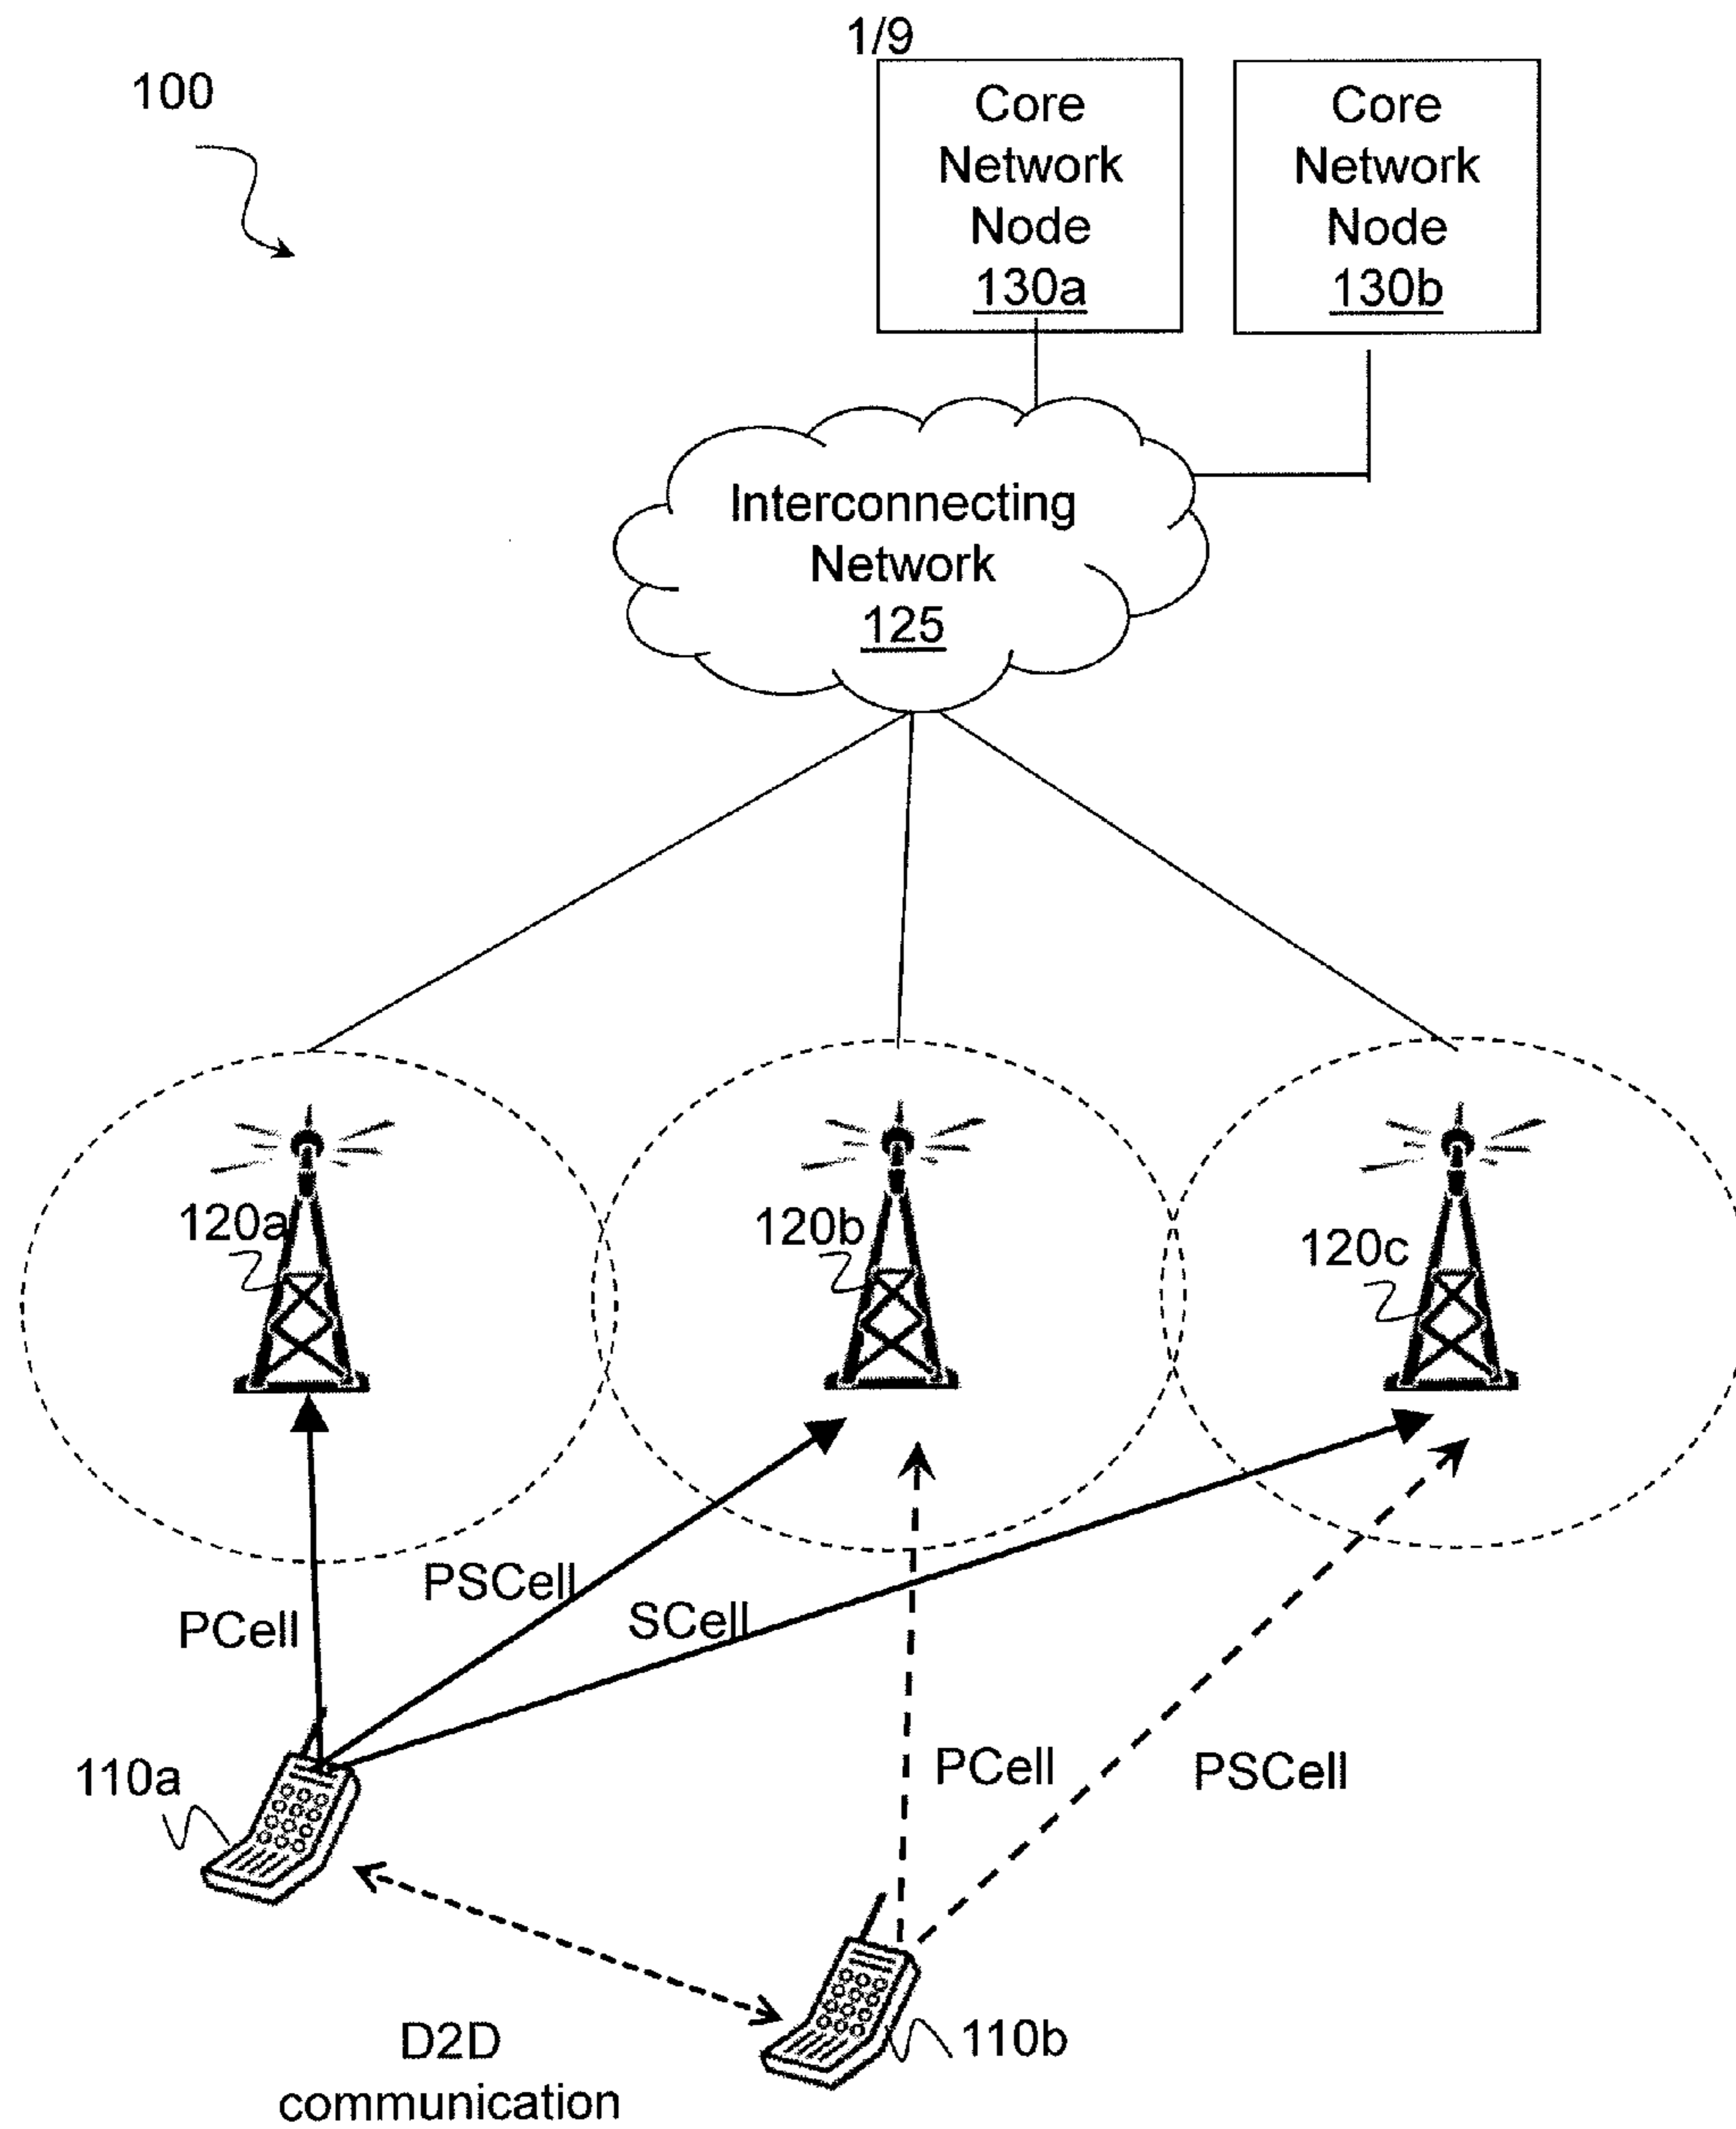 1/9
100
Core
Network
Node
130a
Core
Network
Node
130b
Interconnecting
Network
125
120a
120b
120c
PSCell
PCell
SCell
110a
PCell
PSCell
110b
D2D
communication